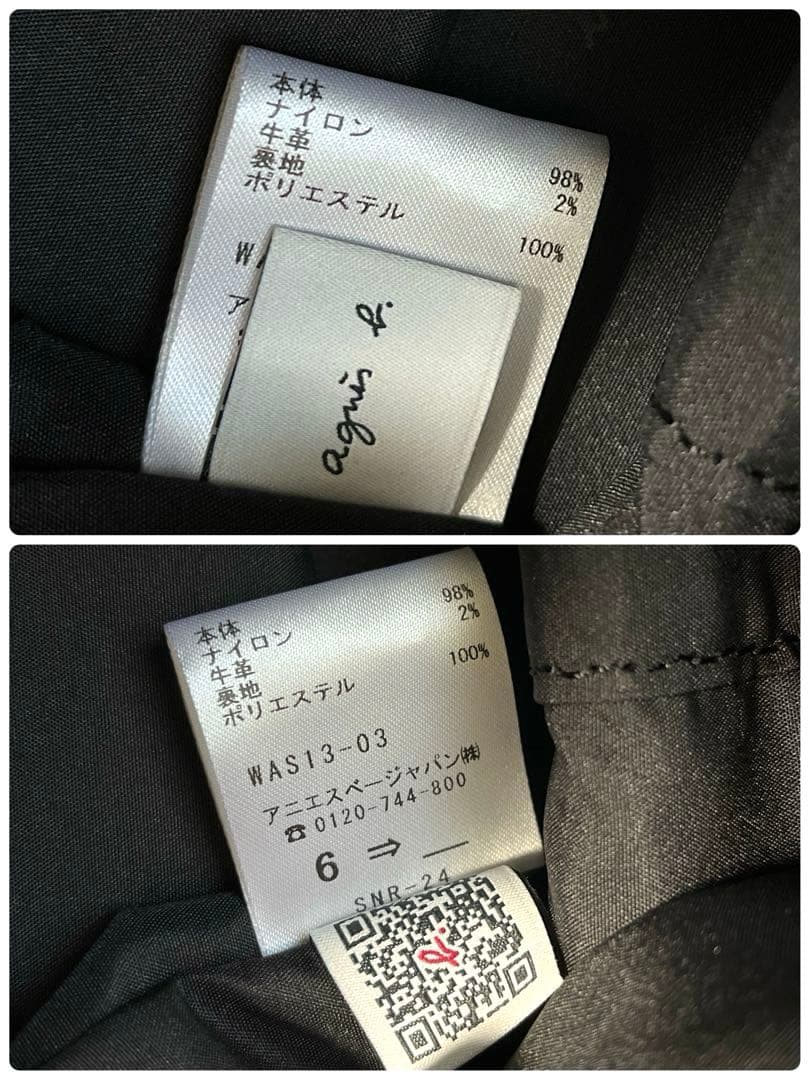 本体
ナイロン 98%
牛革 2%
裏地
ポリエステル 100%
W
ア
agnès b.
本体
ナイロン 98%
牛革 2%
裏地
ポリエステル 100%
WAS13-03
アニエスベージャパン㈱
☎0120-744-800
6 ⇒ __
SNR-24
b.